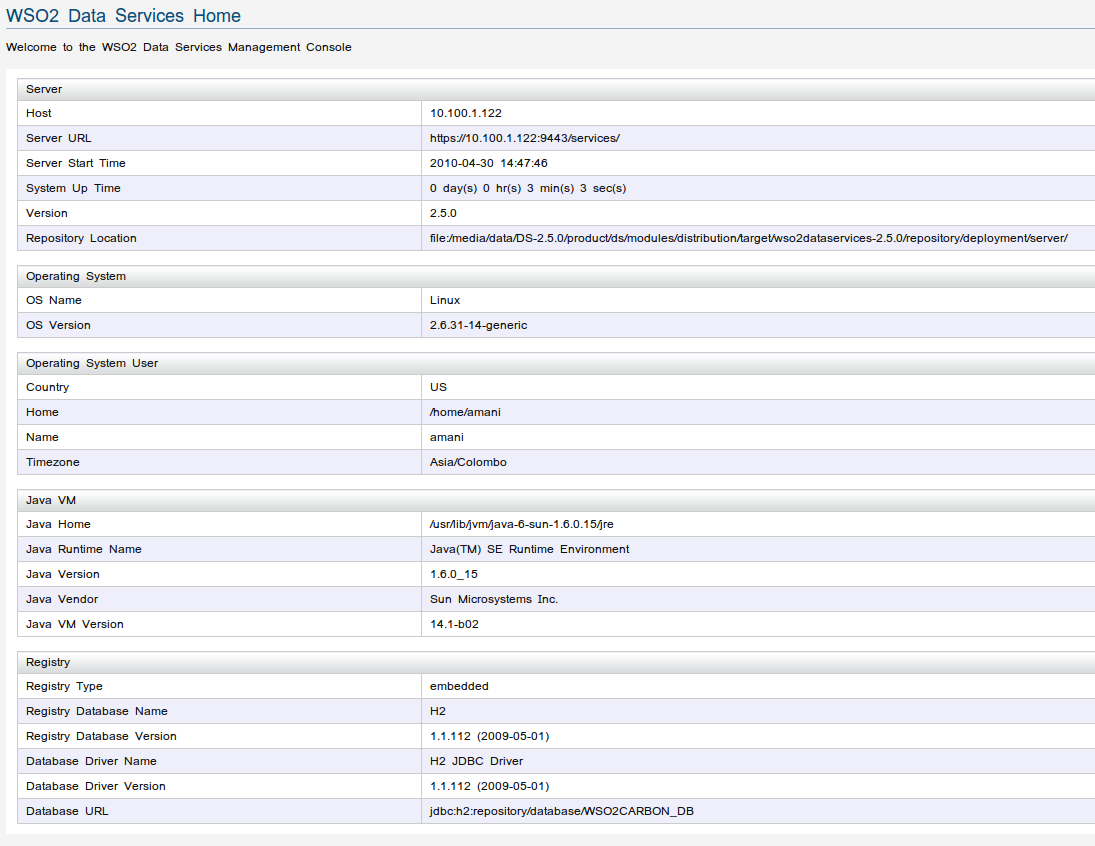 WSO2 Data Services Home
Welcome to the WSO2 Data Services Management Console
Server
Host 10.100.1.122
Server URL https://10.100.1.122:9443/services/
Server Start Time 2010-04-30 14:47:46
System Up Time 0 day(s) 0 hr(s) 3 min(s) 3 sec(s)
Version 2.5.0
Repository Location file:/media/data/DS-2.5.0/product/ds/modules/distribution/target/wso2dataservices-2.5.0/repository/deployment/server/
Operating System
OS Name Linux
OS Version 2.6.31-14-generic
Operating System User
Country US
Home /home/amani
Name amani
Timezone Asia/Colombo
Java VM
Java Home /usr/lib/jvm/java-6-sun-1.6.0.15/jre
Java Runtime Name Java(TM) SE Runtime Environment
Java Version 1.6.0_15
Java Vendor Sun Microsystems Inc.
Java VM Version 14.1-b02
Registry
Registry Type embedded
Registry Database Name H2
Registry Database Version 1.1.112 (2009-05-01)
Database Driver Name H2 JDBC Driver
Database Driver Version 1.1.112 (2009-05-01)
Database URL jdbc:h2:repository/database/WSO2CARBON_DB